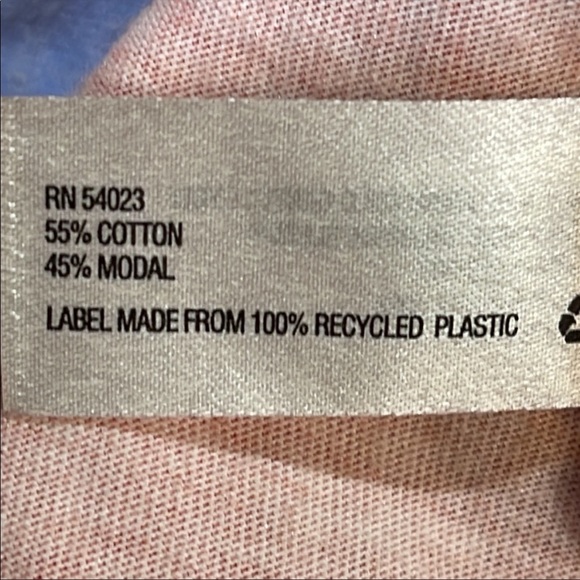 RN 54023
55% COTTON
45% MODAL
LABEL MADE FROM 100% RECYCLED PLASTIC